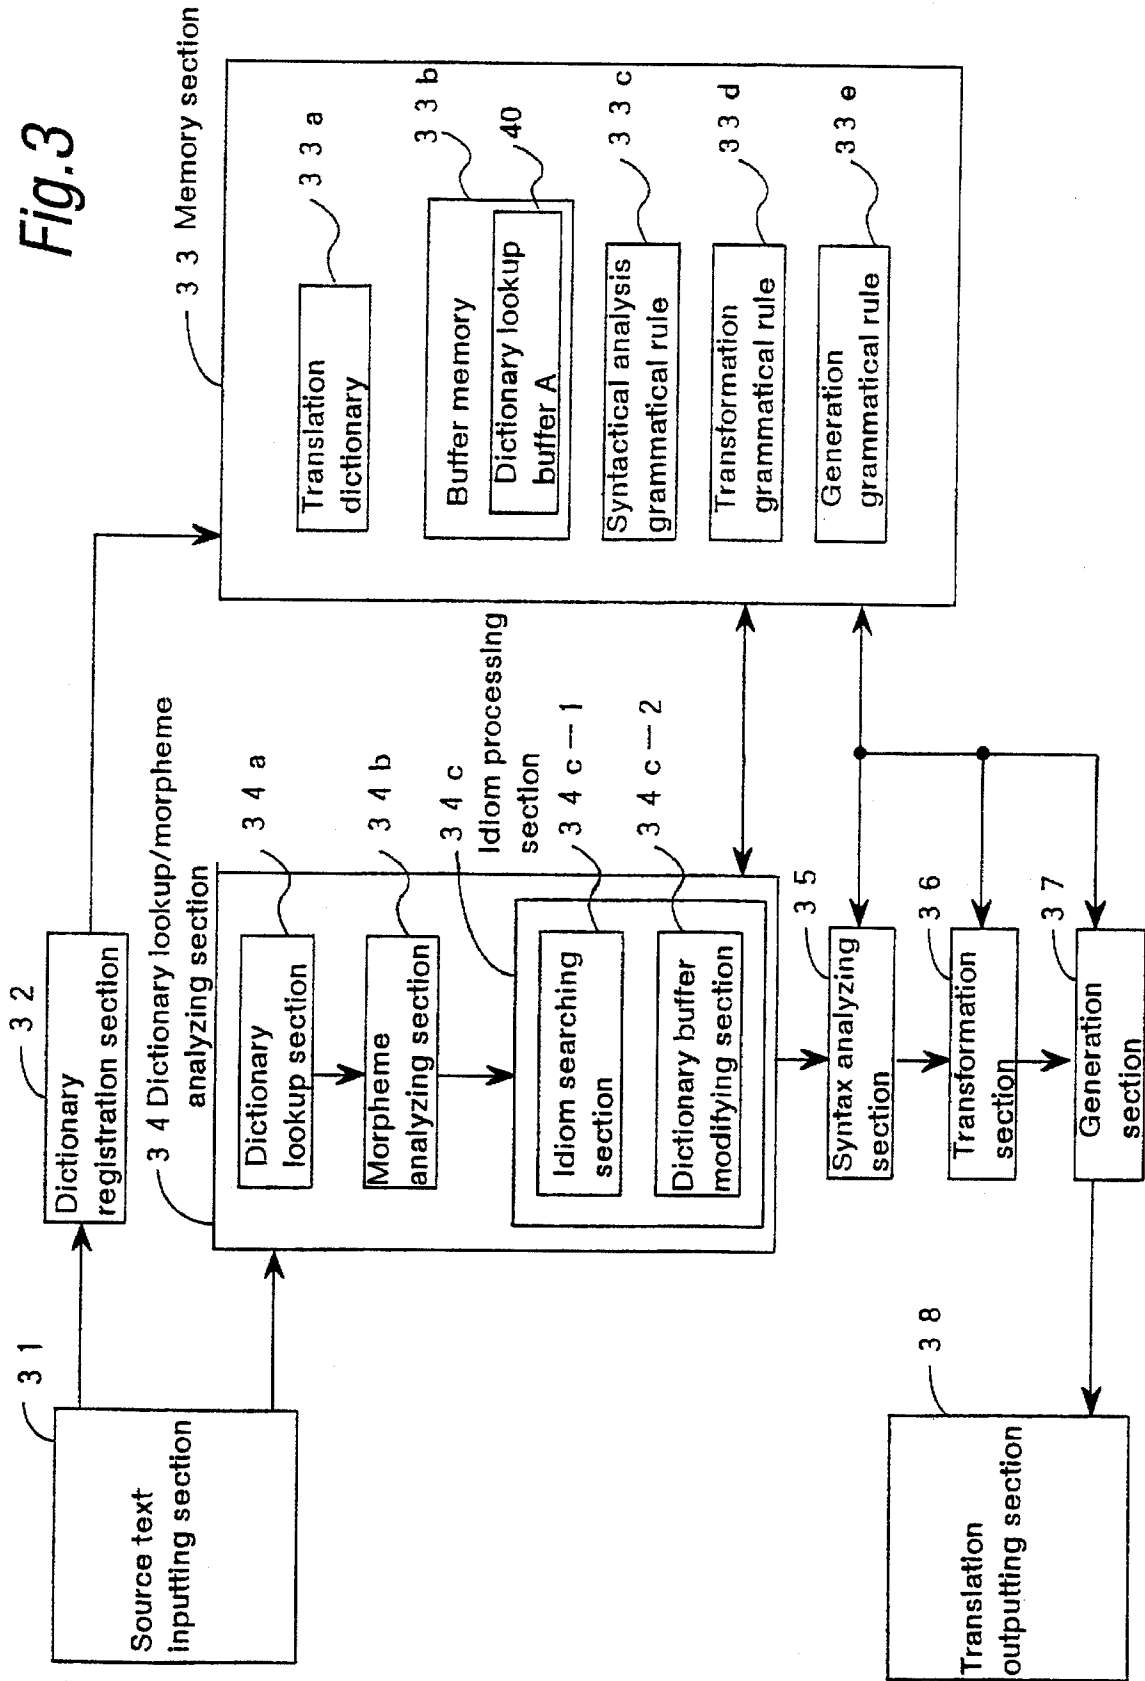 Fig.3
3 1
Source text
inputting section
3 2
Dictionary
registration section
3 3 Memory section
3 3 a
Translation
dictionary
3 3 b
Buffer memory
40
Dictionary lookup
buffer A
3 3 c
Syntactical analysis
grammatical rule
3 3 d
Transformation
grammatical rule
3 3 e
Generation
grammatical rule
3 4 Dictionary lookup/morpheme
analyzing section
3 4 a
Dictionary
lookup section
3 4 b
Morpheme
analyzing section
3 4 c
Idiom processing
section
3 4 c—1
Idiom searching
section
3 4 c—2
Dictionary buffer
modifying section
3 5
Syntax analyzing
section
3 6
Transformation
section
3 7
Generation
section
3 8
Translation
outputting section